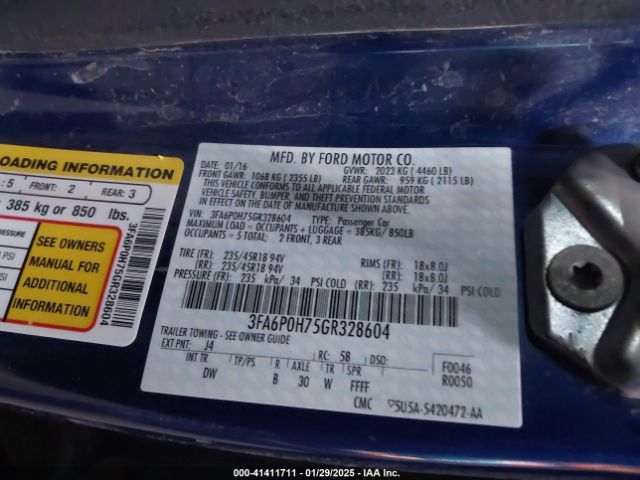 OADING INFORMATION
: 5 FRONT: 2 REAR: 3
385 kg or 850 lbs.
SEE OWNERS
MANUAL FOR
ADDITIONAL
INFORMATION
PSI
PSI
3FA6P0H75GR328604
MFD. BY FORD MOTOR CO.
DATE: 01/16 GVWR: 2023 KG ( 4460 LB)
FRONT GAWR: 1068 KG ( 2355 LB) REAR GAWR: 959 KG ( 2115 LB)
THIS VEHICLE CONFORMS TO ALL APPLICABLE FEDERAL MOTOR
VEHICLE SAFETY, BUMPER, AND THEFT PREVENTION STANDARDS
IN EFFECT ON THE DATE OF MANUFACTURE SHOWN ABOVE.
VIN: 3FA6P0H75GR328604 TYPE: Passenger Car
MAXIMUM LOAD = OCCUPANTS + LUGGAGE = 385KG/ 850LB
OCCUPANTS = 5 TOTAL: 2 FRONT, 3 REAR
TIRE (FR): 235/45R18 94V RIMS (FR): 18x8.0J
(RR): 235/45R18 94V (RR): 18x8.0J
PRESSURE (FR): 235 kPa/ 34 PSI COLD (RR): 235 kPa/ 34 PSI COLD
3FA6P0H75GR328604
TRAILER TOWING - SEE OWNER GUIDE
EXT PNT: J4 RC: 58 DSO: F0046
INT TR TP/PS R AXLE TR SPR R0050
DW B 30 W FFFF
CMC 5U5A-5420472-AA
000-41411711 - 01/29/2025 - IAA Inc.